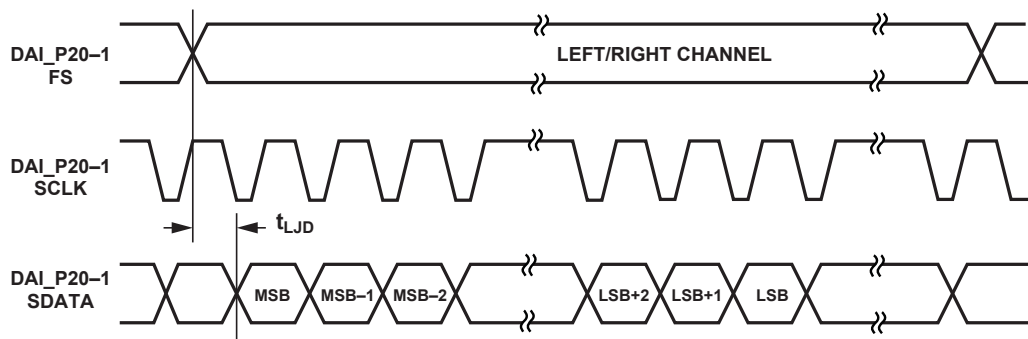 DAI_P20–1
FS
LEFT/RIGHT CHANNEL
DAI_P20–1
SCLK
tLJD
DAI_P20–1
SDATA
MSB
MSB–1
MSB–2
LSB+2
LSB+1
LSB